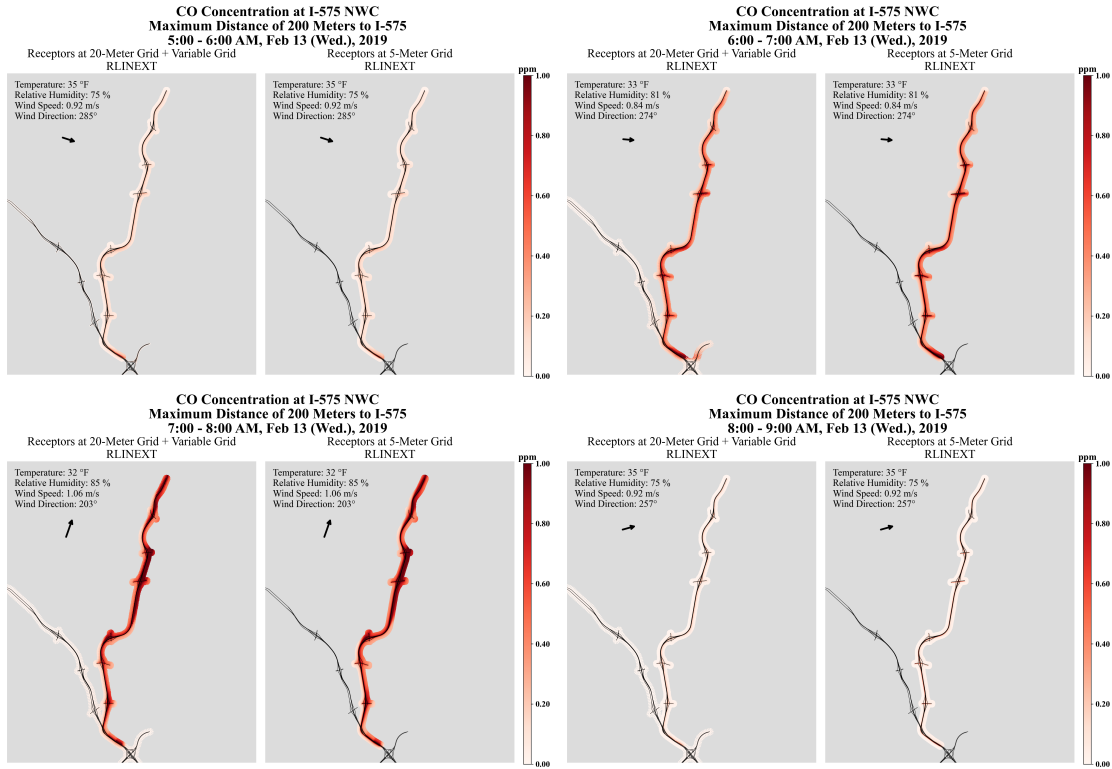 CO Concentration at I-575 NWC
Maximum Distance of 200 Meters to I-575
5:00 - 6:00 AM, Feb 13 (Wed.), 2019
Receptors at 20-Meter Grid + Variable Grid
RLINEXT
Temperature: 35 °F
Relative Humidity: 75 %
Wind Speed: 0.92 m/s
Wind Direction: 285°
Receptors at 5-Meter Grid
RLINEXT
Temperature: 35 °F
Relative Humidity: 75 %
Wind Speed: 0.92 m/s
Wind Direction: 285°
ppm
1.00
0.80
0.60
0.40
0.20
0.00
CO Concentration at I-575 NWC
Maximum Distance of 200 Meters to I-575
6:00 - 7:00 AM, Feb 13 (Wed.), 2019
Receptors at 20-Meter Grid + Variable Grid
RLINEXT
Temperature: 33 °F
Relative Humidity: 81 %
Wind Speed: 0.84 m/s
Wind Direction: 274°
Receptors at 5-Meter Grid
RLINEXT
Temperature: 33 °F
Relative Humidity: 81 %
Wind Speed: 0.84 m/s
Wind Direction: 274°
ppm
1.00
0.80
0.60
0.40
0.20
0.00
CO Concentration at I-575 NWC
Maximum Distance of 200 Meters to I-575
7:00 - 8:00 AM, Feb 13 (Wed.), 2019
Receptors at 20-Meter Grid + Variable Grid
RLINEXT
Temperature: 32 °F
Relative Humidity: 85 %
Wind Speed: 1.06 m/s
Wind Direction: 203°
Receptors at 5-Meter Grid
RLINEXT
Temperature: 32 °F
Relative Humidity: 85 %
Wind Speed: 1.06 m/s
Wind Direction: 203°
ppm
1.00
0.80
0.60
0.40
0.20
0.00
CO Concentration at I-575 NWC
Maximum Distance of 200 Meters to I-575
8:00 - 9:00 AM, Feb 13 (Wed.), 2019
Receptors at 20-Meter Grid + Variable Grid
RLINEXT
Temperature: 35 °F
Relative Humidity: 75 %
Wind Speed: 0.92 m/s
Wind Direction: 257°
Receptors at 5-Meter Grid
RLINEXT
Temperature: 35 °F
Relative Humidity: 75 %
Wind Speed: 0.92 m/s
Wind Direction: 257°
ppm
1.00
0.80
0.60
0.40
0.20
0.00